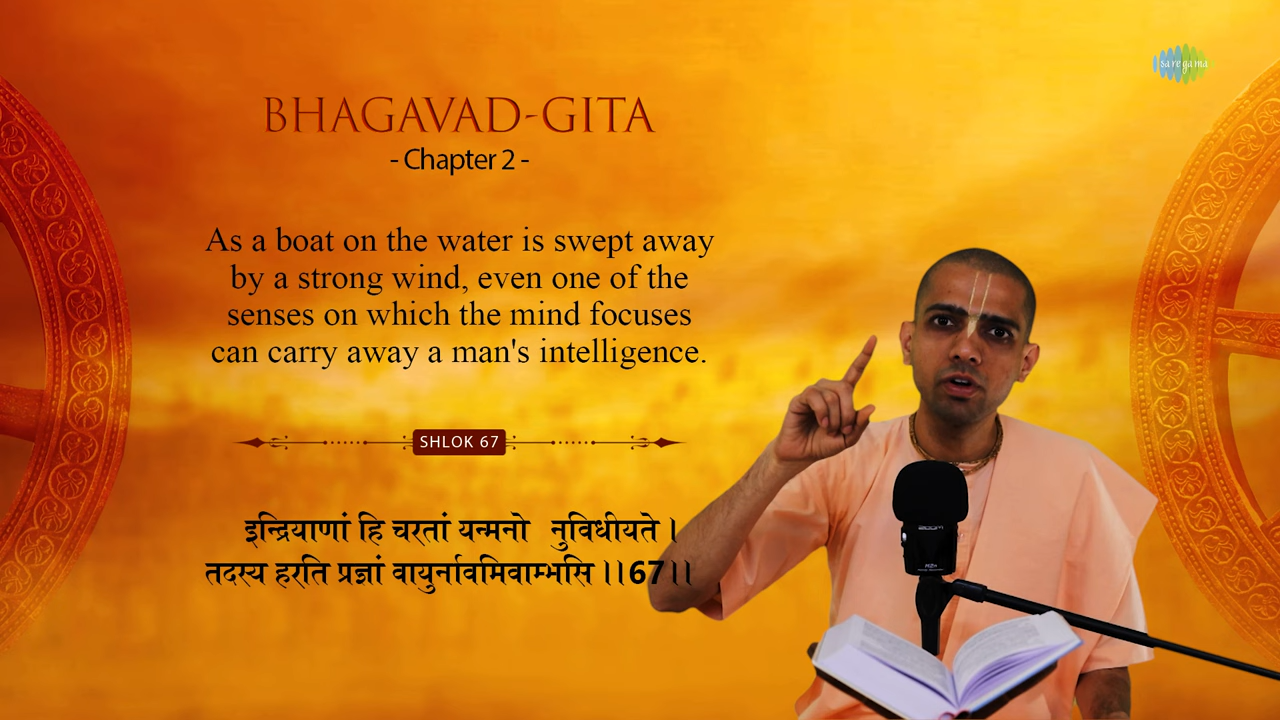 saregama
BHAGAVAD-GITA
- Chapter 2 -
As a boat on the water is swept away
by a strong wind, even one of the
senses on which the mind focuses
can carry away a man's intelligence.
SHLOK 67
इन्द्रियाणां हि चरतां यन्मनो नुविधीयते ।
तदस्य हरति प्रज्ञां वायुर्नावमिवाम्भसि ।।67।।
zoom